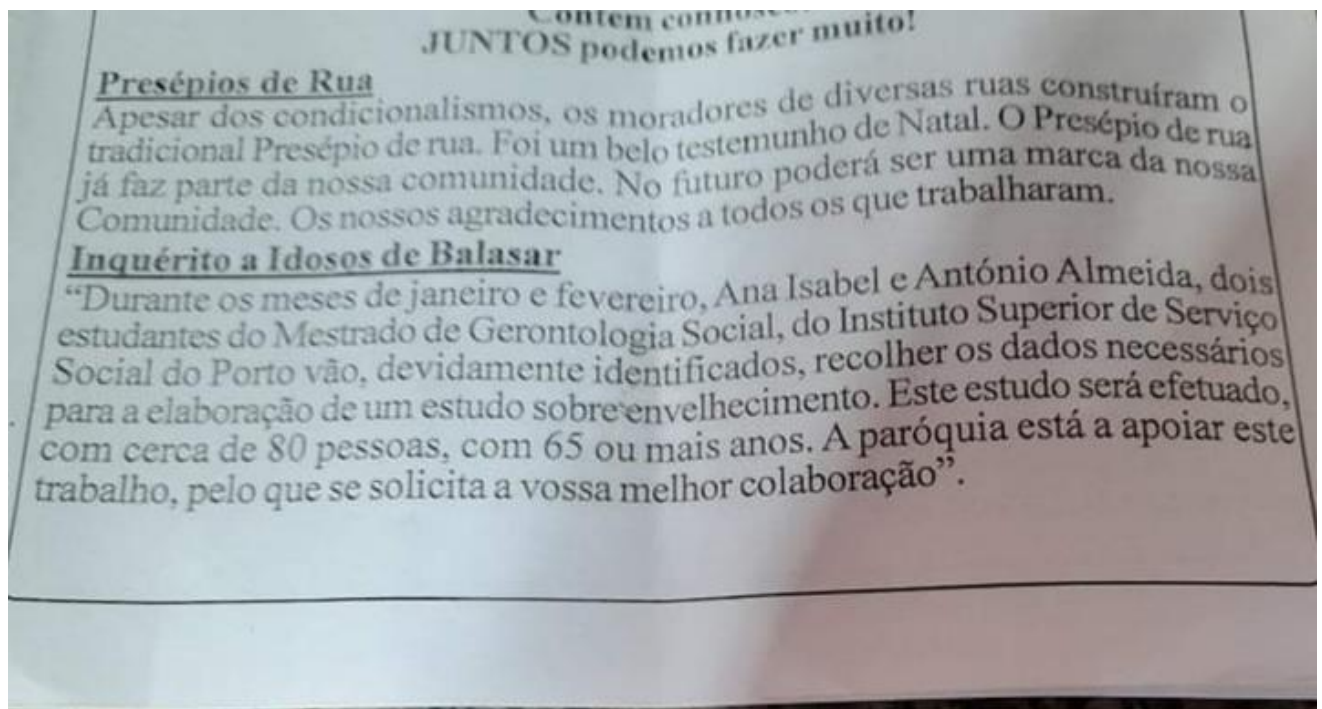 Contem
JUNTOS podemos fazer muito!
Presépios de Rua
Apesar dos condicionalismos, os moradores de diversas ruas construíram o
tradicional Presépio de rua. Foi um belo testemunho de Natal. O Presépio de rua
já faz parte da nossa comunidade. No futuro poderá ser uma marca da nossa
Comunidade. Os nossos agradecimentos a todos os que trabalharam.
Inquérito a Idosos de Balasar
“Durante os meses de janeiro e fevereiro, Ana Isabel e António Almeida, dois
estudantes do Mestrado de Gerontologia Social, do Instituto Superior de Serviço
Social do Porto vão, devidamente identificados, recolher os dados necessários
para a elaboração de um estudo sobre envelhecimento. Este estudo será efetuado,
com cerca de 80 pessoas, com 65 ou mais anos. A paróquia está a apoiar este
trabalho, pelo que se solicita a vossa melhor colaboração”.